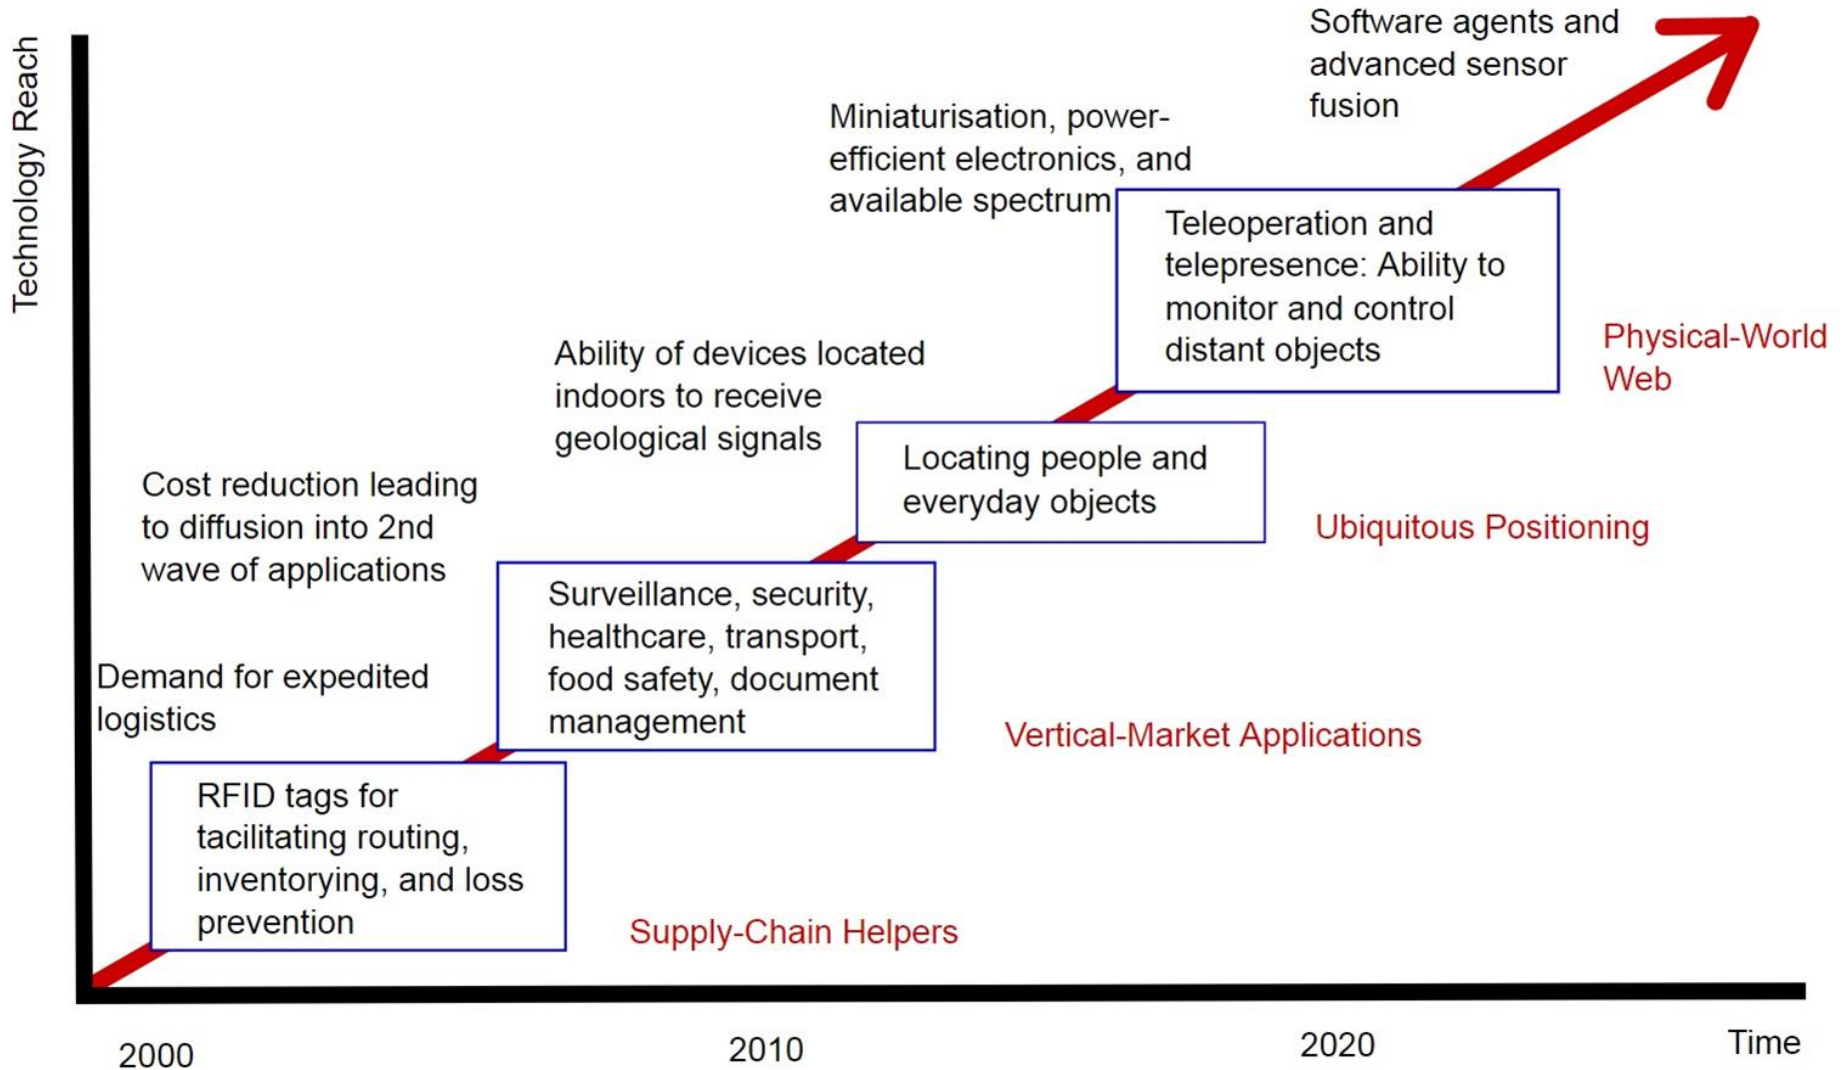 Technology Reach
Software agents and
advanced sensor
fusion
Miniaturisation, power-
efficient electronics, and
available spectrum
Teleoperation and
telepresence: Ability to
monitor and control
distant objects
Physical-World
Web
Ability of devices located
indoors to receive
geological signals
Locating people and
everyday objects
Ubiquitous Positioning
Cost reduction leading
to diffusion into 2nd
wave of applications
Surveillance, security,
healthcare, transport,
food safety, document
management
Vertical-Market Applications
Demand for expedited
logistics
RFID tags for
tacilitating routing,
inventorying, and loss
prevention
Supply-Chain Helpers
2000
2010
2020
Time